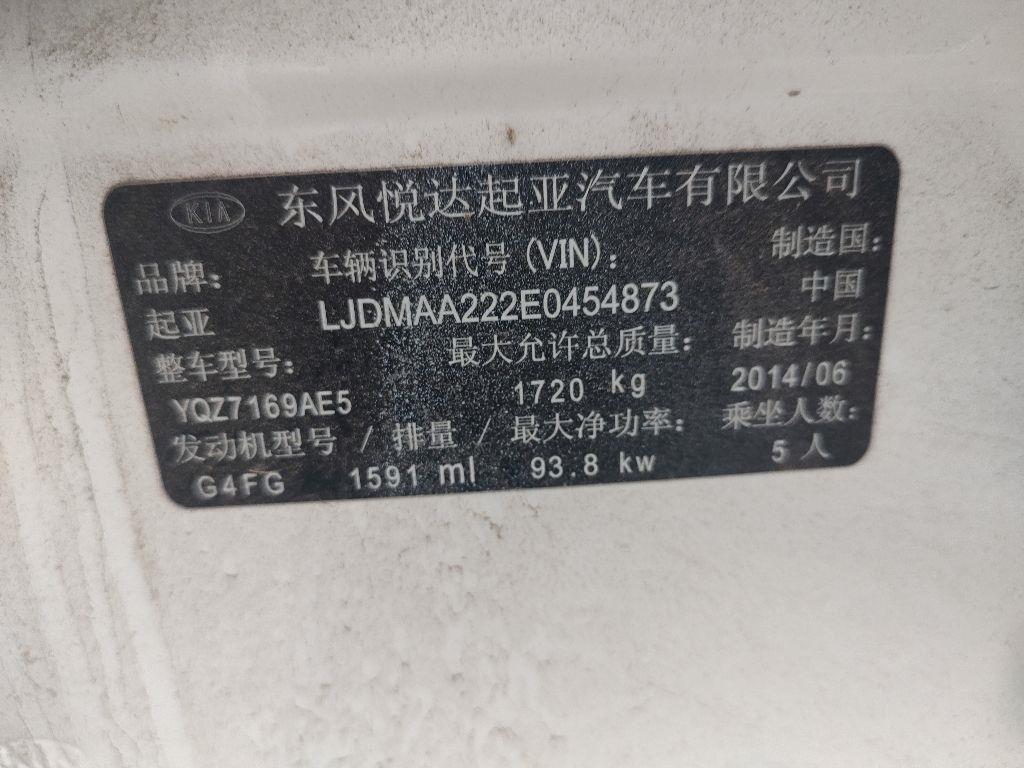 KIA 东风悦达起亚汽车有限公司
品牌: 车辆识别代号 (VIN): 制造国:
起亚 LJDMAA222E0454873 中国
整车型号: 最大允许总质量: 制造年月:
YQZ7169AE5 1720 kg 2014/06
发动机型号 / 排量 / 最大净功率: 乘坐人数:
G4FG 1591 ml 93.8 kw 5 人